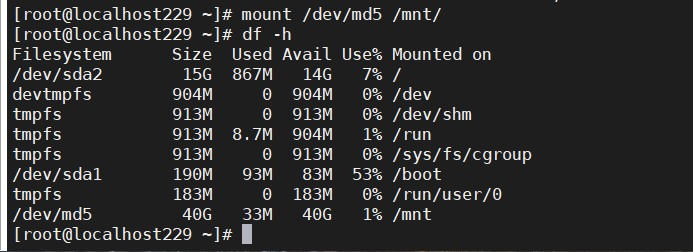 [root@localhost229 ~]# mount /dev/md5 /mnt/
[root@localhost229 ~]# df -h
Filesystem      Size  Used Avail Use% Mounted on
/dev/sda2        15G  867M   14G   7% /
devtmpfs        904M     0  904M   0% /dev
tmpfs           913M     0  913M   0% /dev/shm
tmpfs           913M  8.7M  904M   1% /run
tmpfs           913M     0  913M   0% /sys/fs/cgroup
/dev/sda1       190M   93M   83M  53% /boot
tmpfs           183M     0  183M   0% /run/user/0
/dev/md5         40G   33M   40G   1% /mnt
[root@localhost229 ~]#